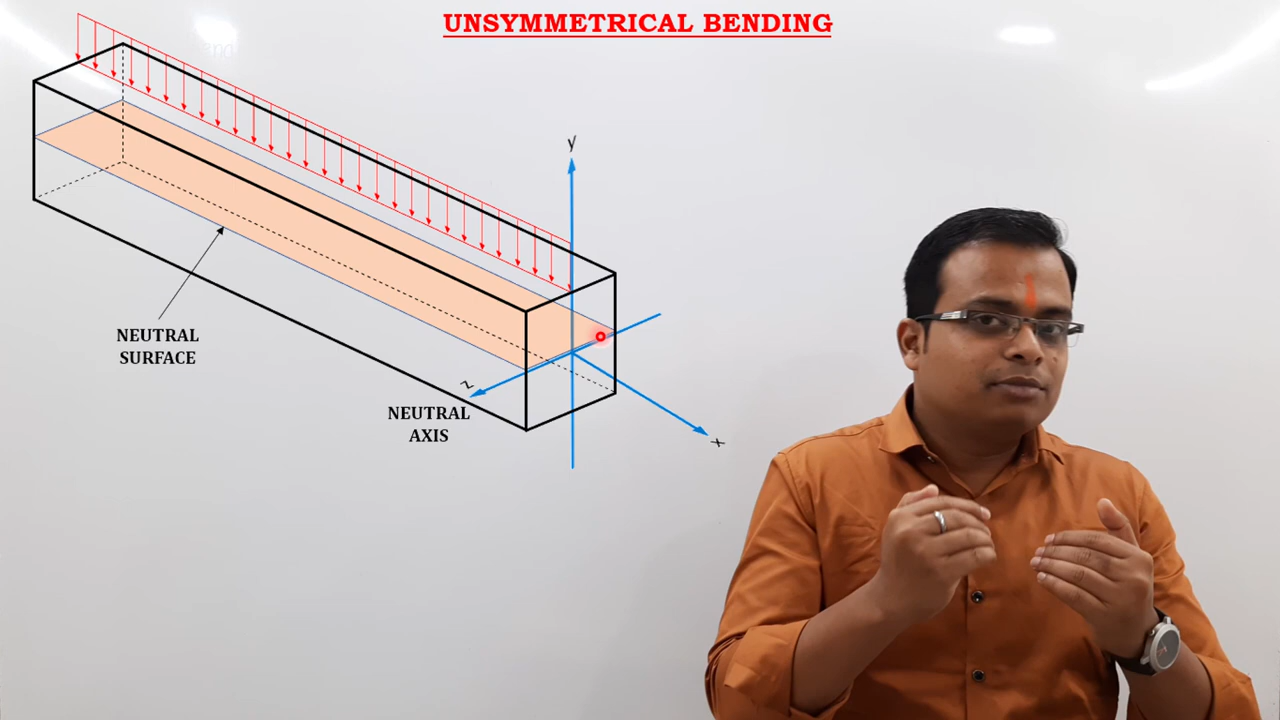 UNSYMMETRICAL BENDING
y
NEUTRAL
SURFACE
z
NEUTRAL
AXIS
x